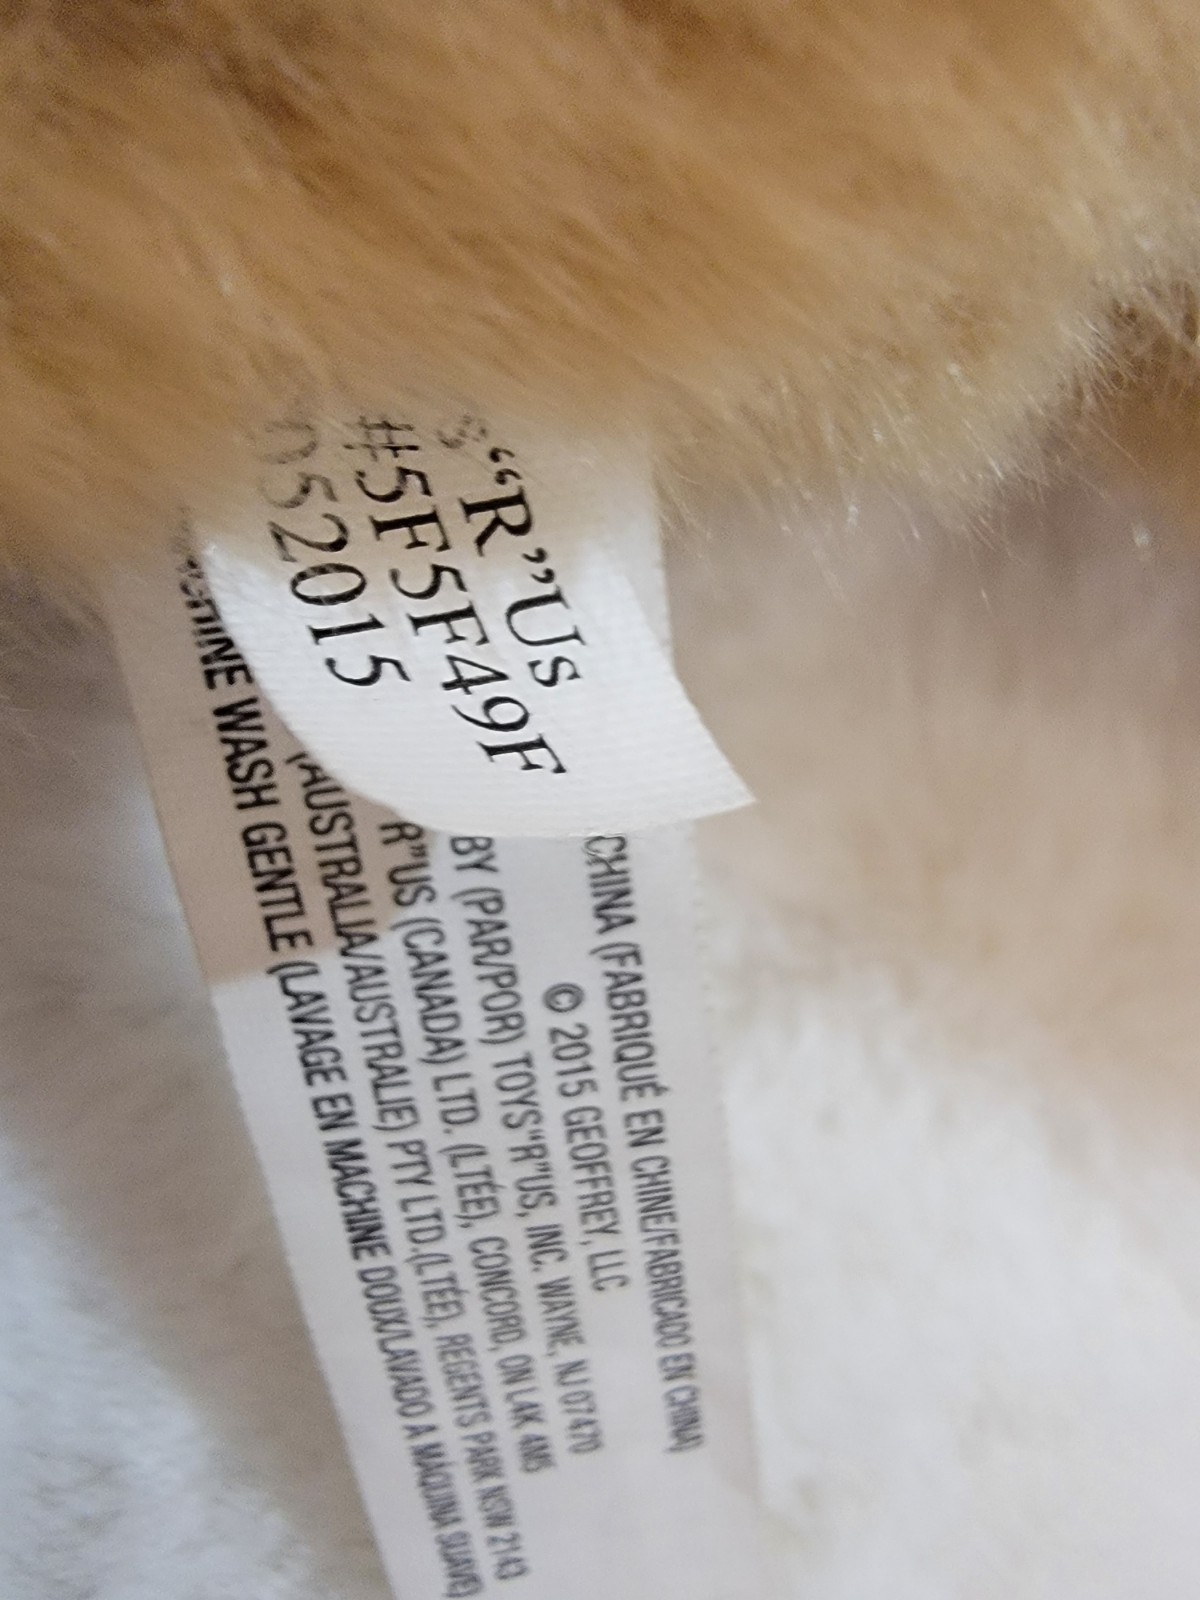 "R"Us
#5F5F49F
052015
CHINA (FABRIQUÉ EN CHINE/FABRICADO EN CHINA)
© 2015 GEOFFREY, LLC
BY (PAR/POR) TOYS"R"US, INC. WAYNE, NJ 07470
"R"US (CANADA) LTD. (LTÉE), CONCORD, ON L4K 4M5
(AUSTRALIA/AUSTRALIE) PTY LTD.(LTÉE), REGENTS PARK NSW 2143
WASH GENTLE (LAVAGE EN MACHINE DOUX/LAVADO A MÁQUINA SUAVE)